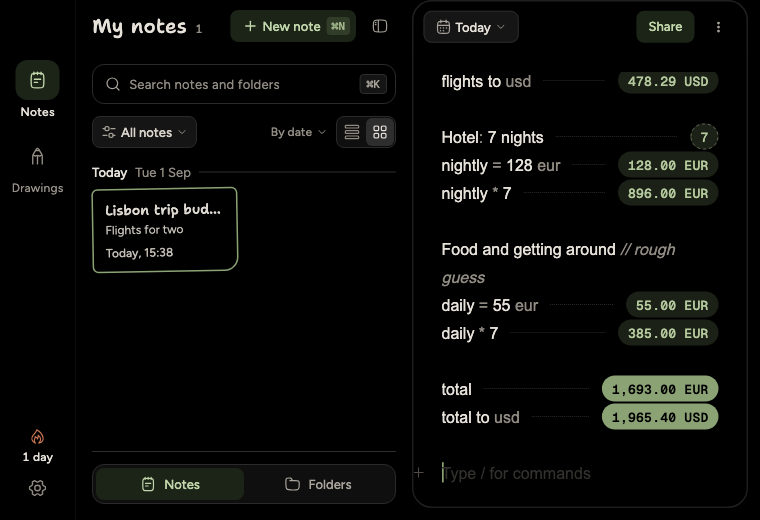 My notes 1
New note ⌘N
Today
Share
Search notes and folders ⌘K
Notes
Drawings
All notes
By date
Today Tue 1 Sep
Lisbon trip bud...
Flights for two
Today, 15:38
1 day
Notes
Folders
flights to usd 478.29 USD
Hotel: 7 nights 7
nightly = 128 eur 128.00 EUR
nightly * 7 896.00 EUR
Food and getting around // rough
guess
daily = 55 eur 55.00 EUR
daily * 7 385.00 EUR
total 1,693.00 EUR
total to usd 1,965.40 USD
+ Type / for commands